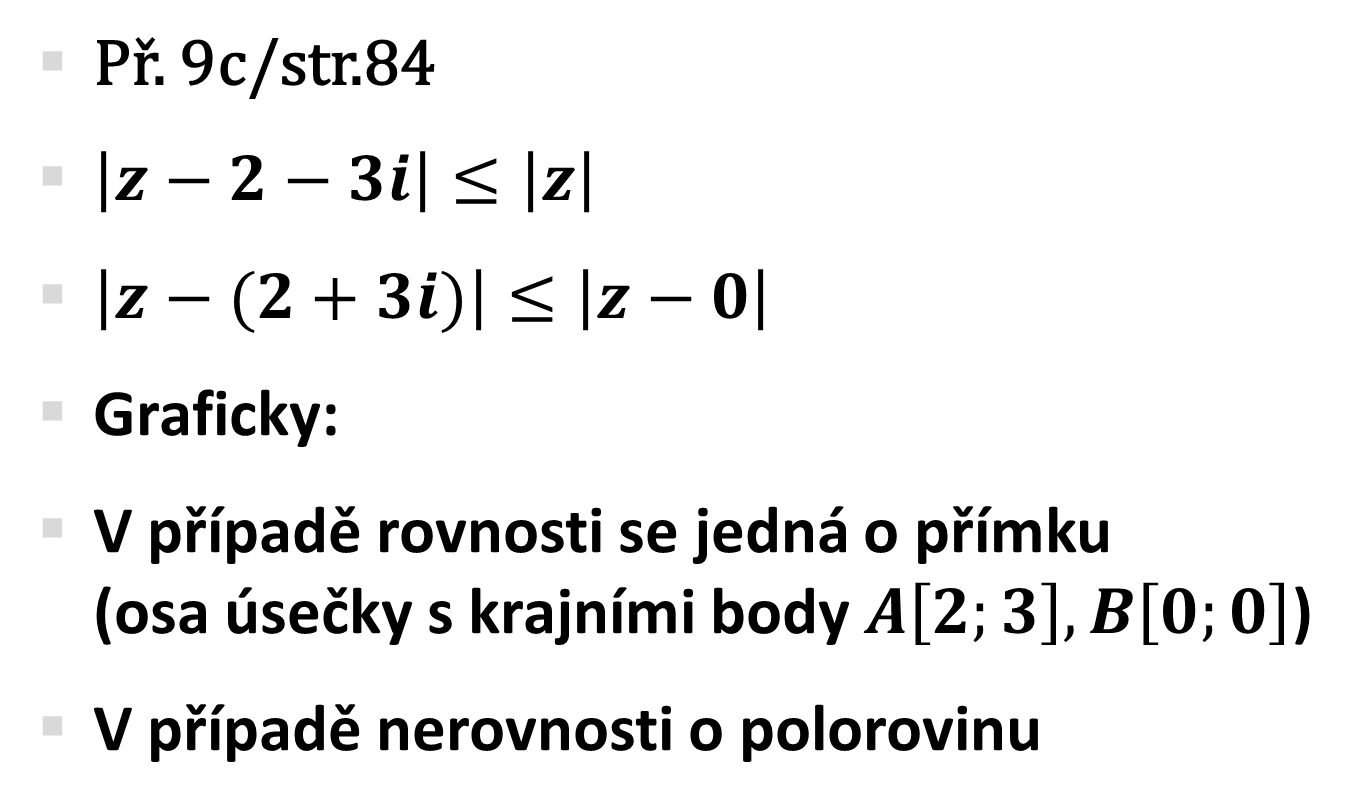 Př. 9c/str.84
|z − 2 − 3i| ≤ |z|
|z − (2 + 3i)| ≤ |z − 0|
Graficky:
V případě rovnosti se jedná o přímku
(osa úsečky s krajními body A[2; 3], B[0; 0])
V případě nerovnosti o polorovinu